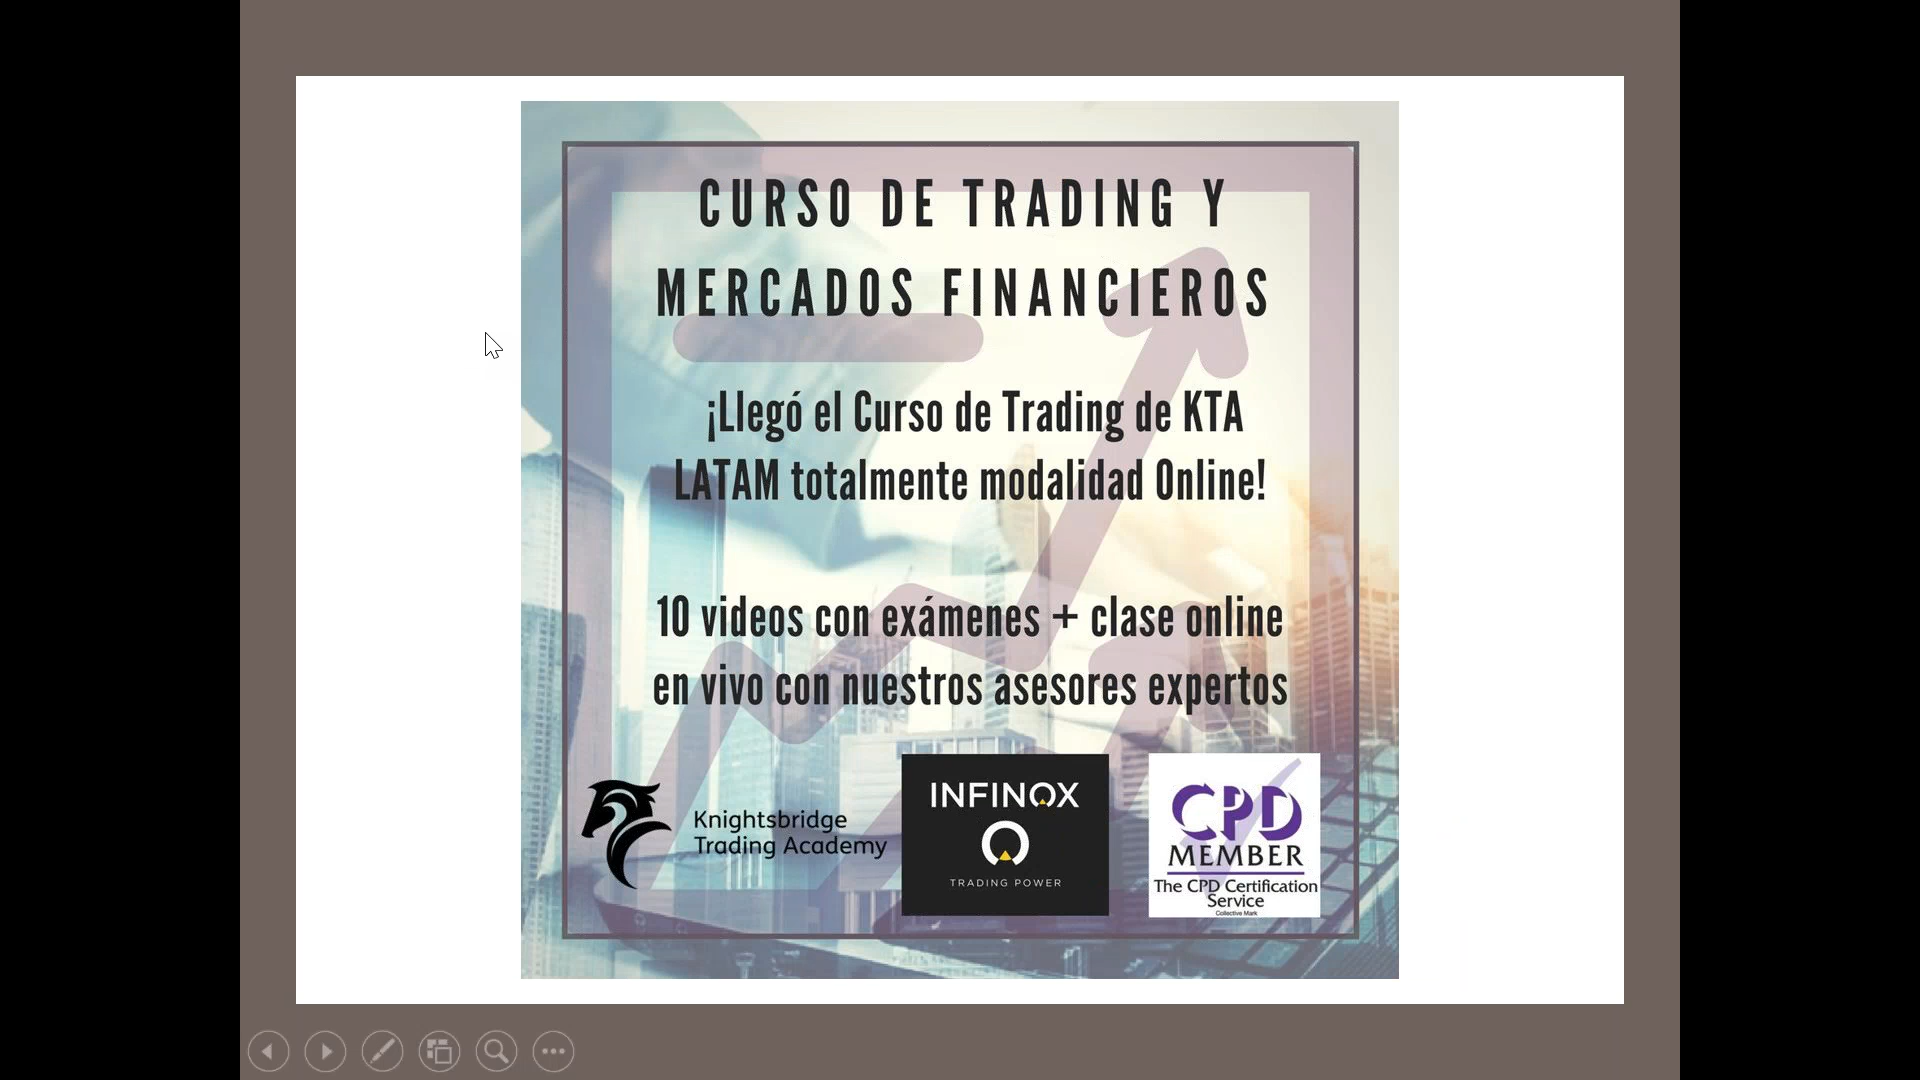 CURSO DE TRADING Y
MERCADOS FINANCIEROS
¡Llegó el Curso de Trading de KTA
LATAM totalmente modalidad Online!
10 videos con exámenes + clase online
en vivo con nuestros asesores expertos
Knightsbridge
Trading Academy
INFINOX
TRADING POWER
CPD
MEMBER
The CPD Certification
Service
Collective Mark